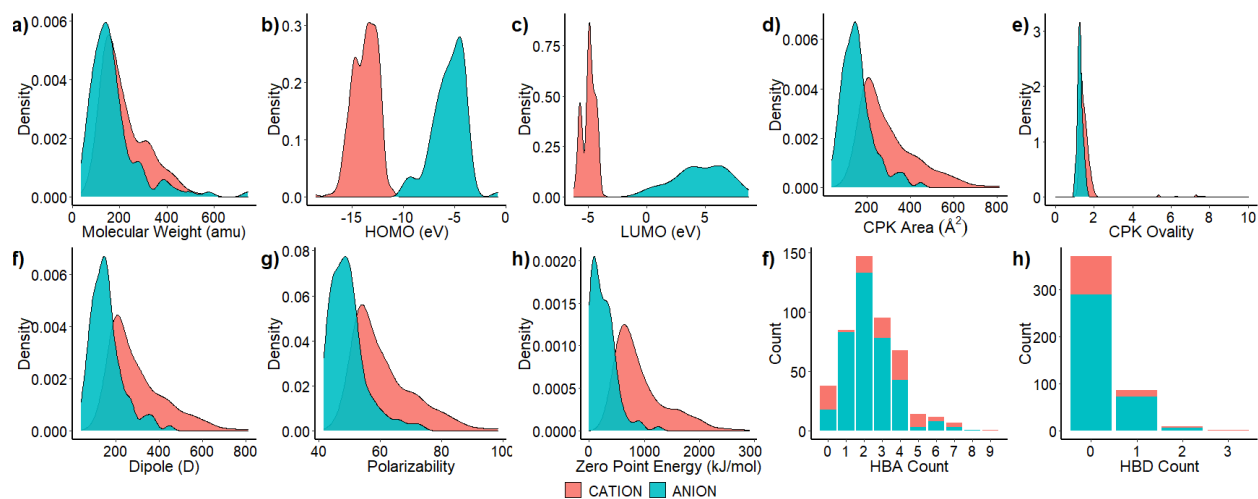 a)
0.006
0.004
0.002
0.000
Density
0 200 400 600
Molecular Weight (amu)
b)
0.3
0.2
0.1
0.0
Density
-15 -10 -5 0
HOMO (eV)
c)
0.75
0.50
0.25
0.00
Density
-5 0 5
LUMO (eV)
d)
0.006
0.004
0.002
0.000
Density
200 400 600 800
CPK Area (Å²)
e)
3
2
1
0
Density
0 2 4 6 8 10
CPK Ovality
f)
0.006
0.004
0.002
0.000
Density
200 400 600 800
Dipole (D)
g)
0.08
0.06
0.04
0.02
0.00
Density
40 60 80 100
Polarizability
h)
0.0020
0.0015
0.0010
0.0005
0.0000
Density
0 1000 2000 3000
Zero Point Energy (kJ/mol)
f)
150
100
50
0
Count
0 1 2 3 4 5 6 7 8 9
HBA Count
h)
300
200
100
0
Count
0 1 2 3
HBD Count
CATION ANION